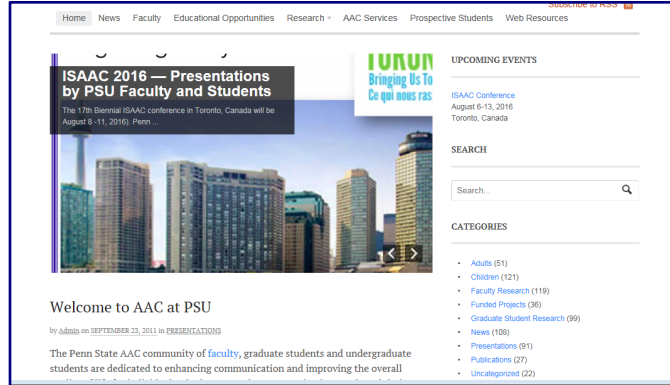 Subscribe to RSS
Home News Faculty Educational Opportunities Research AAC Services Prospective Students Web Resources
TORON
Bringing Us To
Ce qui nous ras
ISAAC 2016 — Presentations
by PSU Faculty and Students
The 17th Biennial ISAAC conference in Toronto, Canada will be
August 8 -11, 2016). Penn ...
Welcome to AAC at PSU
by Admin on SEPTEMBER 23, 2011 in PRESENTATIONS
The Penn State AAC community of faculty, graduate students and undergraduate
students are dedicated to enhancing communication and improving the overall
UPCOMING EVENTS
ISAAC Conference
August 6-13, 2016
Toronto, Canada
SEARCH
Search...
CATEGORIES
• Adults (51)
• Children (121)
• Faculty Research (119)
• Funded Projects (36)
• Graduate Student Research (99)
• News (108)
• Presentations (91)
• Publications (27)
• Uncategorized (22)